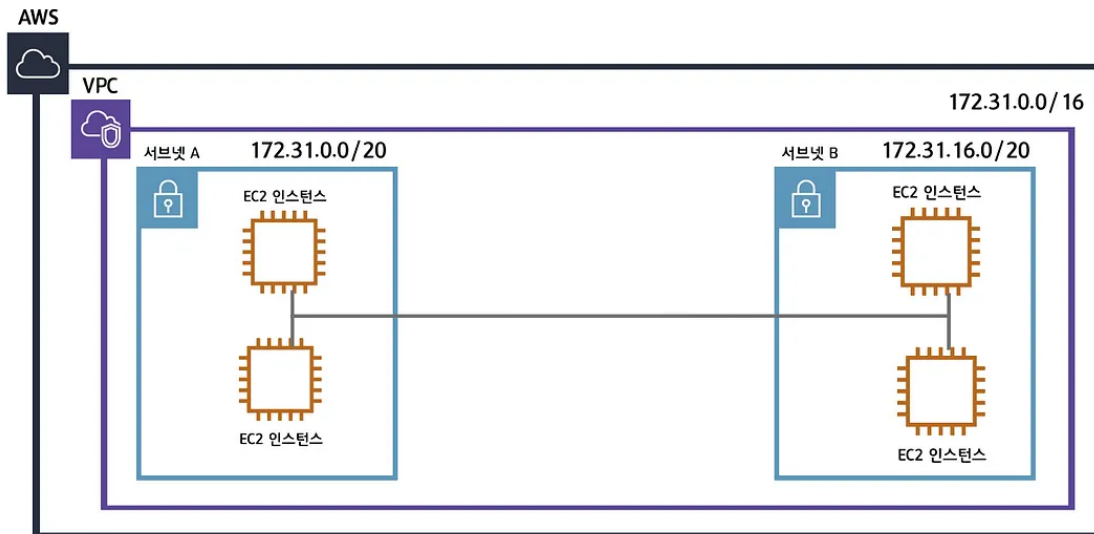 AWS
VPC
172.31.0.0/16
서브넷 A
172.31.0.0/20
서브넷 B
172.31.16.0/20
EC2 인스턴스
EC2 인스턴스
EC2 인스턴스
EC2 인스턴스